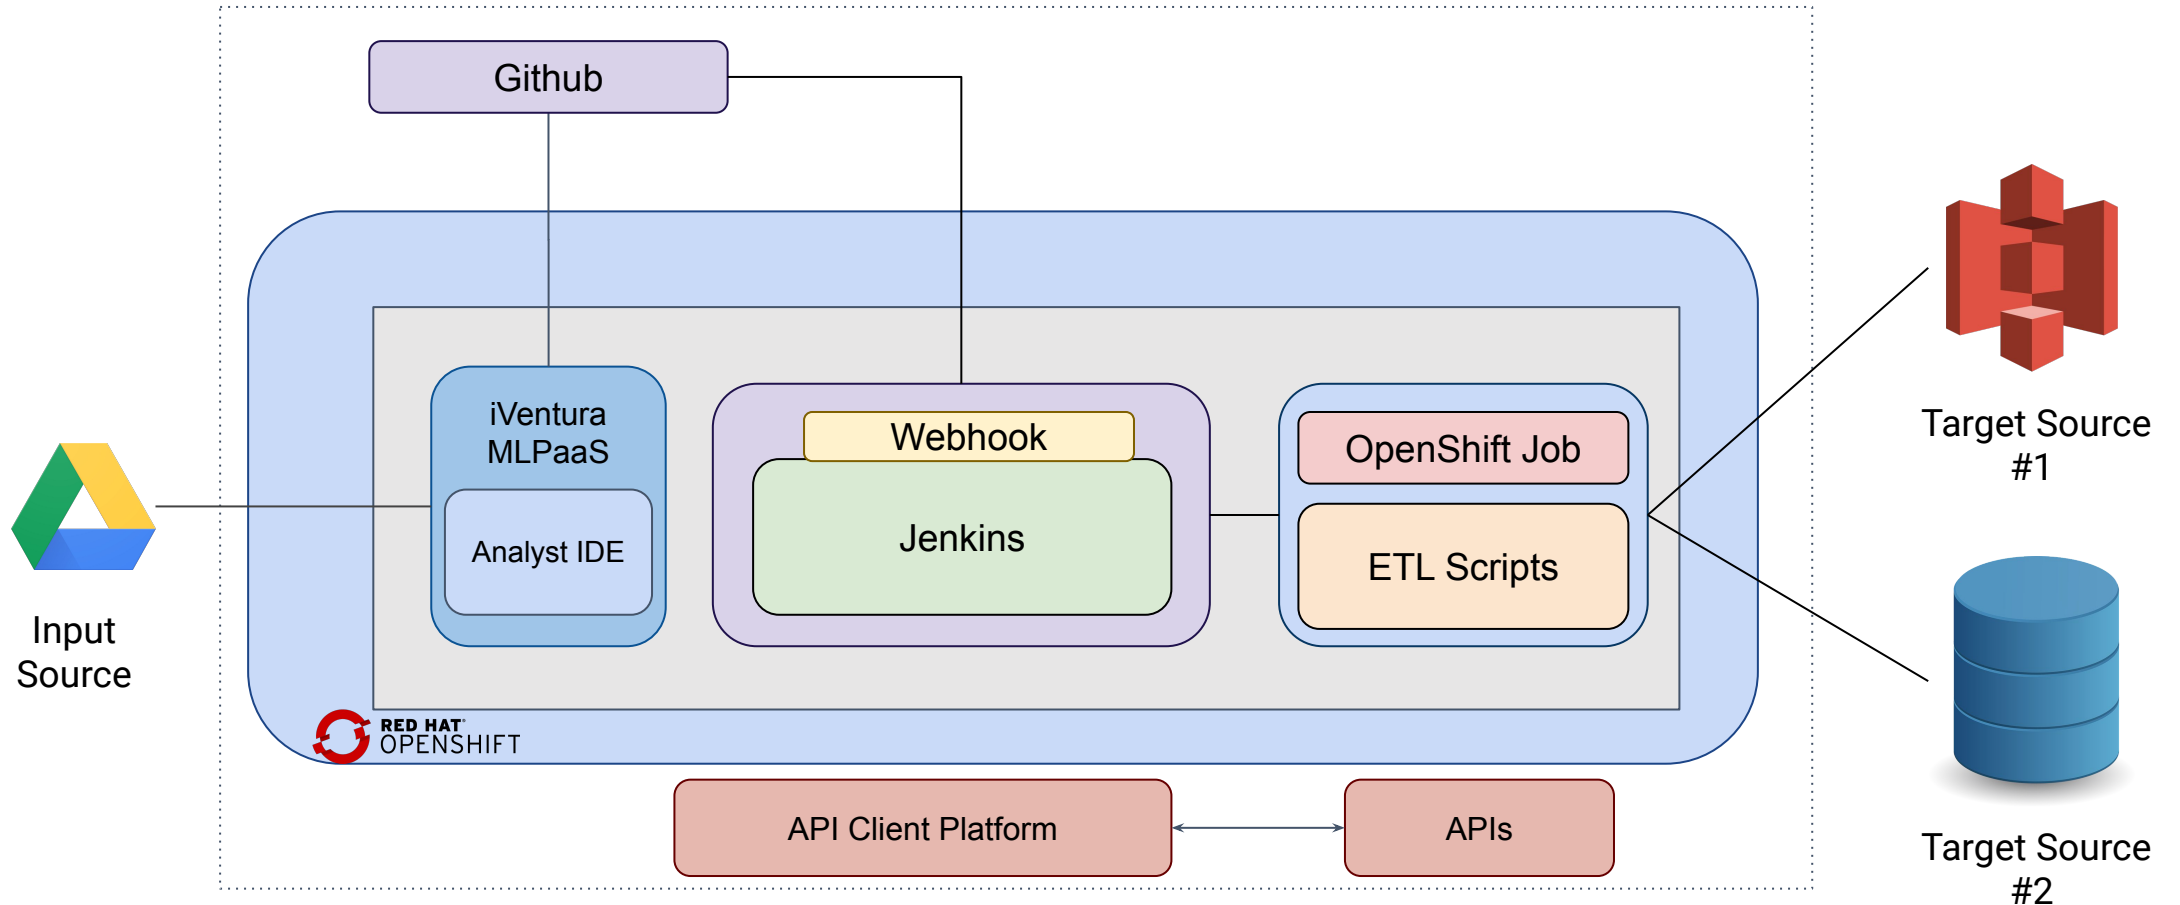 Github
iVentura
MLPaaS
Analyst IDE
Webhook
Jenkins
OpenShift Job
ETL Scripts
Input
Source
Target Source
#1
Target Source
#2
RED HAT®
OPENSHIFT
API Client Platform
APIs